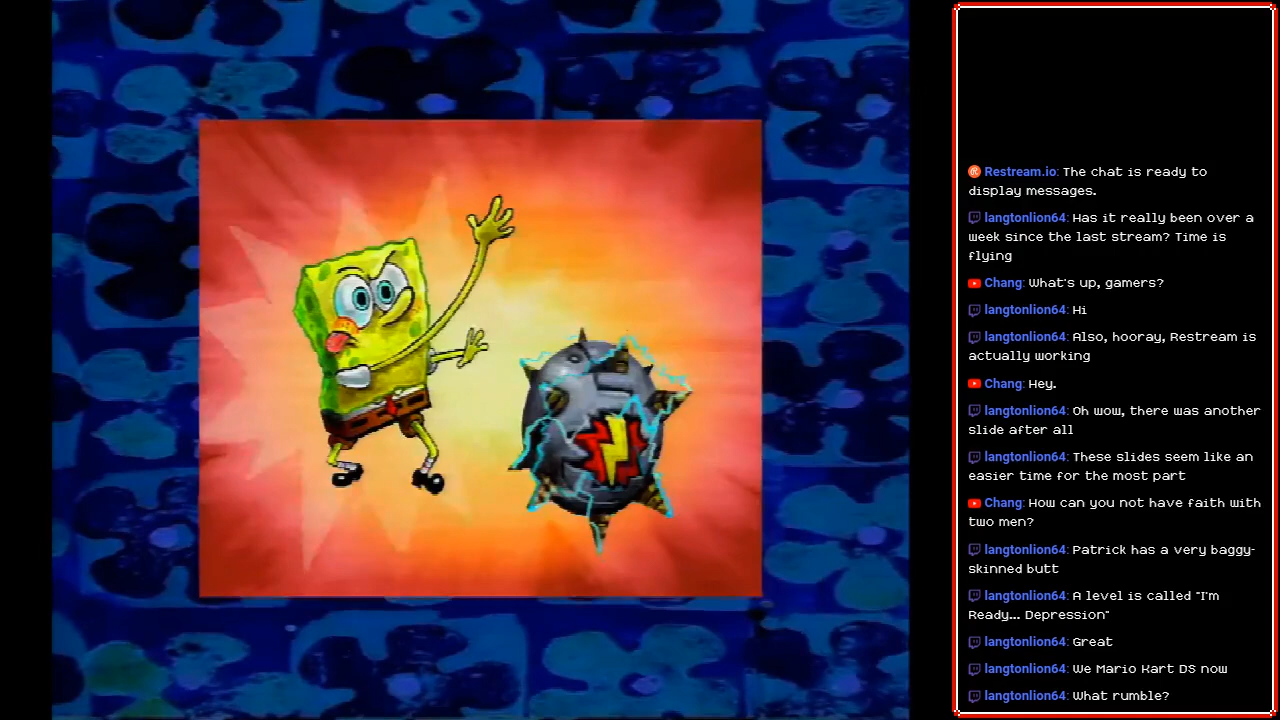 Restream.io: The chat is ready to
display messages.
langtonlion64: Has it really been over a
week since the last stream? Time is
flying
Chang: What's up, gamers?
langtonlion64: Hi
langtonlion64: Also, hooray, Restream is
actually working
Chang: Hey.
langtonlion64: Oh wow, there was another
slide after all
langtonlion64: These slides seem like an
easier time for the most part
Chang: How can you not have faith with
two men?
langtonlion64: Patrick has a very baggy-
skinned butt
langtonlion64: A level is called "I'm
Ready... Depression"
langtonlion64: Great
langtonlion64: We Mario Kart DS now
langtonlion64: What rumble?